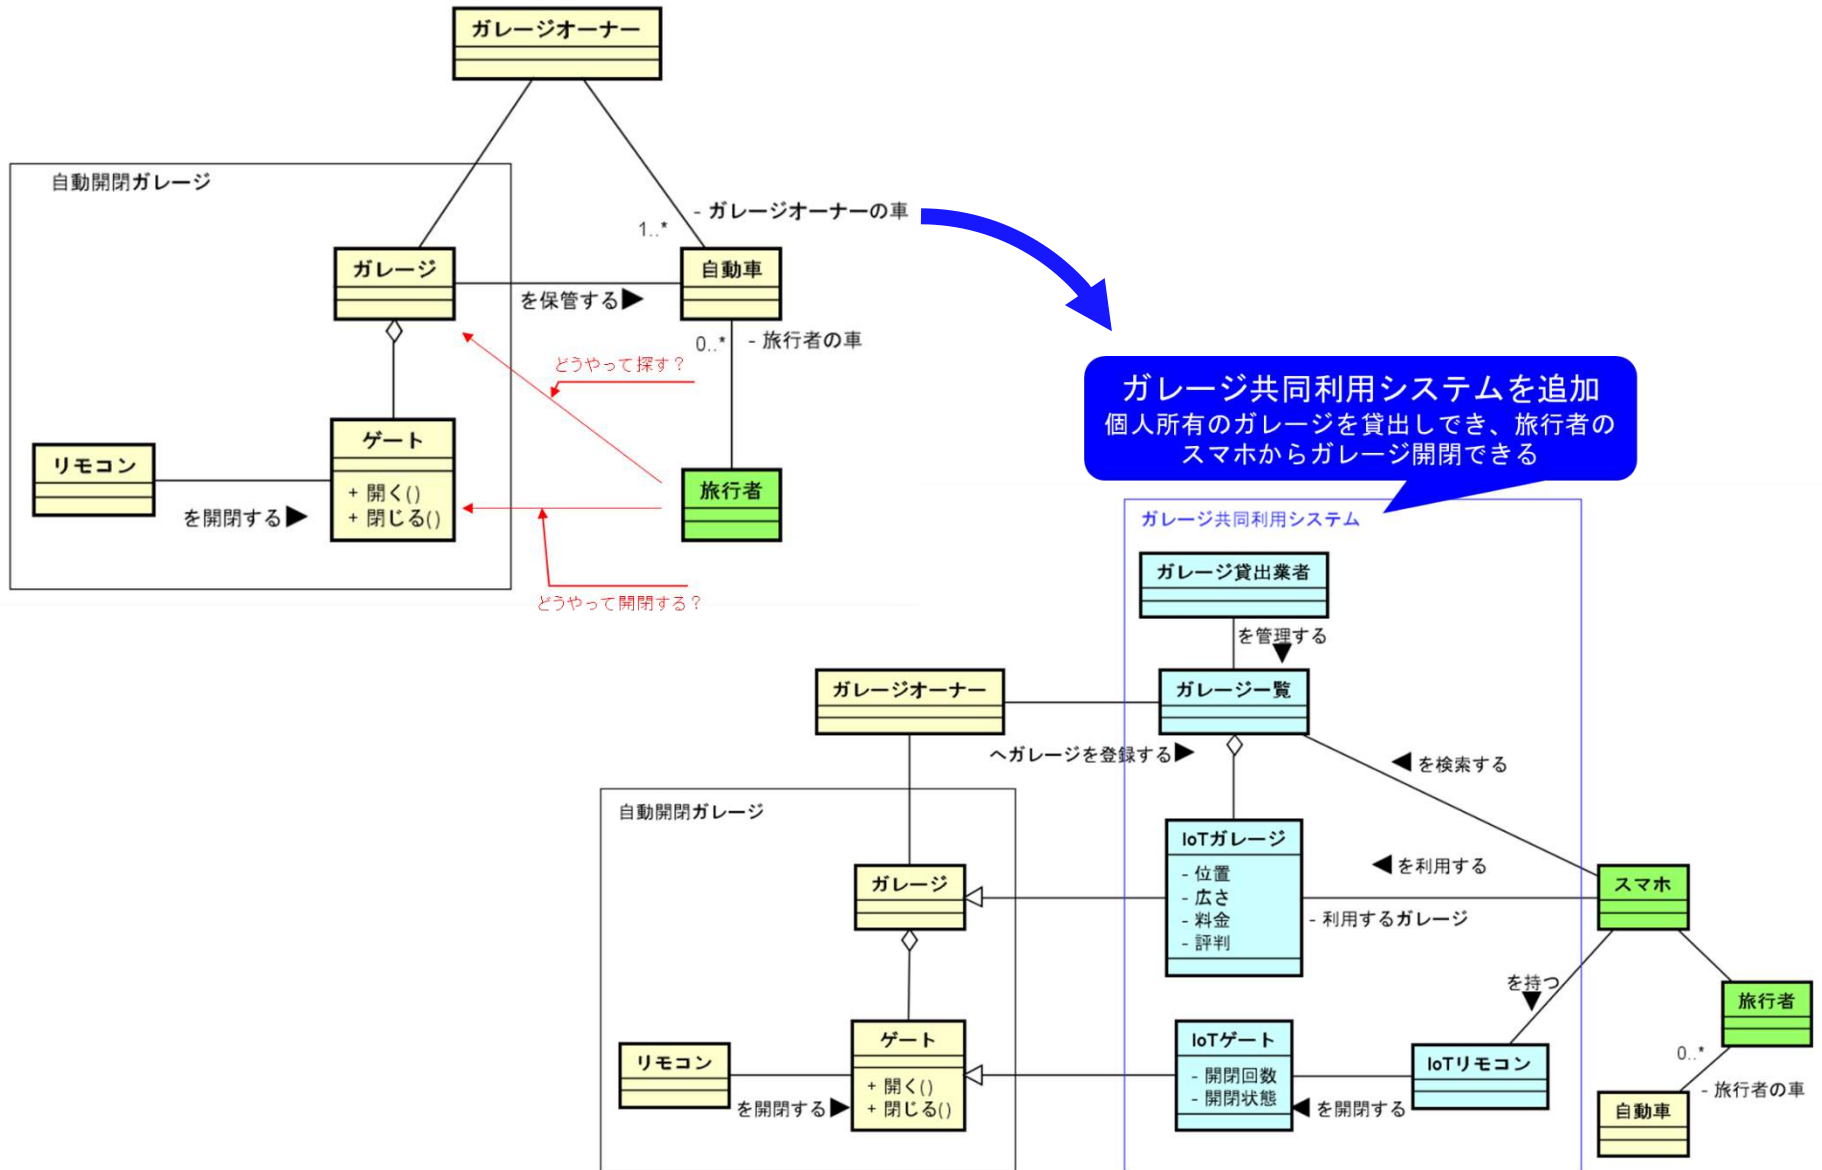 ガレージオーナー
自動開閉ガレージ
- ガレージオーナーの車
1..*
ガレージ
自動車
を保管する▶
0..*
- 旅行者の車
どうやって探す？
ゲート
+ 開く()
+ 閉じる()
リモコン
を開閉する▶
旅行者
どうやって開閉する？
ガレージ共同利用システムを追加
個人所有のガレージを貸出しでき、旅行者の
スマホからガレージ開閉できる
ガレージ共同利用システム
ガレージ貸出業者
を管理する
▼
ガレージオーナー
ガレージ一覧
へガレージを登録する▶
◀を検索する
自動開閉ガレージ
IoTガレージ
- 位置
- 広さ
- 料金
- 評判
◀を利用する
- 利用するガレージ
ガレージ
スマホ
を持つ
▼
旅行者
ゲート
+ 開く()
+ 閉じる()
リモコン
を開閉する▶
IoTゲート
- 開閉回数
- 開閉状態
◀を開閉する
IoTリモコン
0..*
- 旅行者の車
自動車